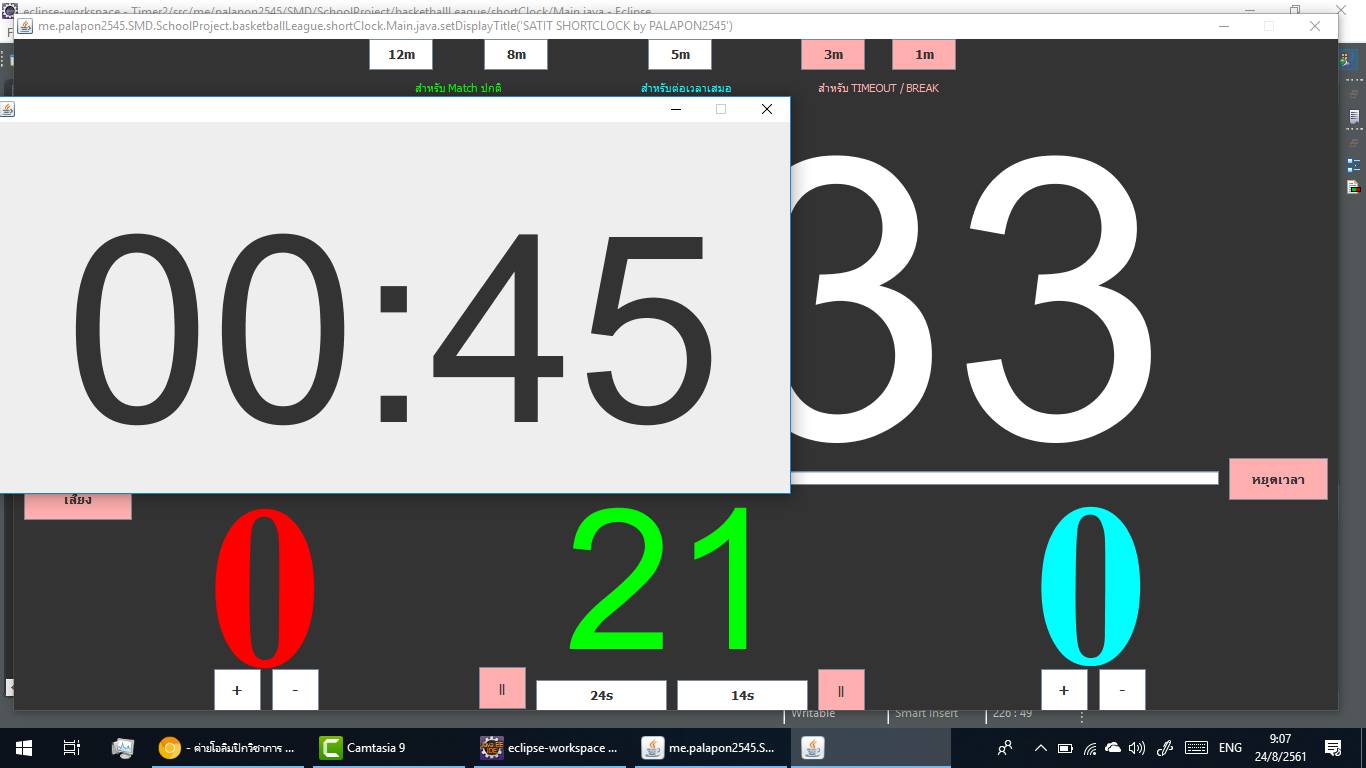 eclipse-workspace - Timer2/src/me/palapon2545/SMD/SchoolProject/basketballLeague/shortClock/Main.java - Eclipse
me.palapon2545.SMD.SchoolProject.basketballLeague.shortClock.Main.java.setDisplayTitle('SATIT SHORTCLOCK by PALAPON2545')
12m 8m 5m 3m 1m
สำหรับ Match ปกติ สำหรับต่อเวลาเสมอ สำหรับ TIMEOUT / BREAK
00:45
33
หยุดเวลา
เสียง
0 21 0
+ - || 24s 14s || + -
Writable Smart Insert 226 : 49
- ค่ายโอลิมปิกวิชาการ ... Camtasia 9 eclipse-workspace ... me.palapon2545.S... ENG 9:07
24/8/2561